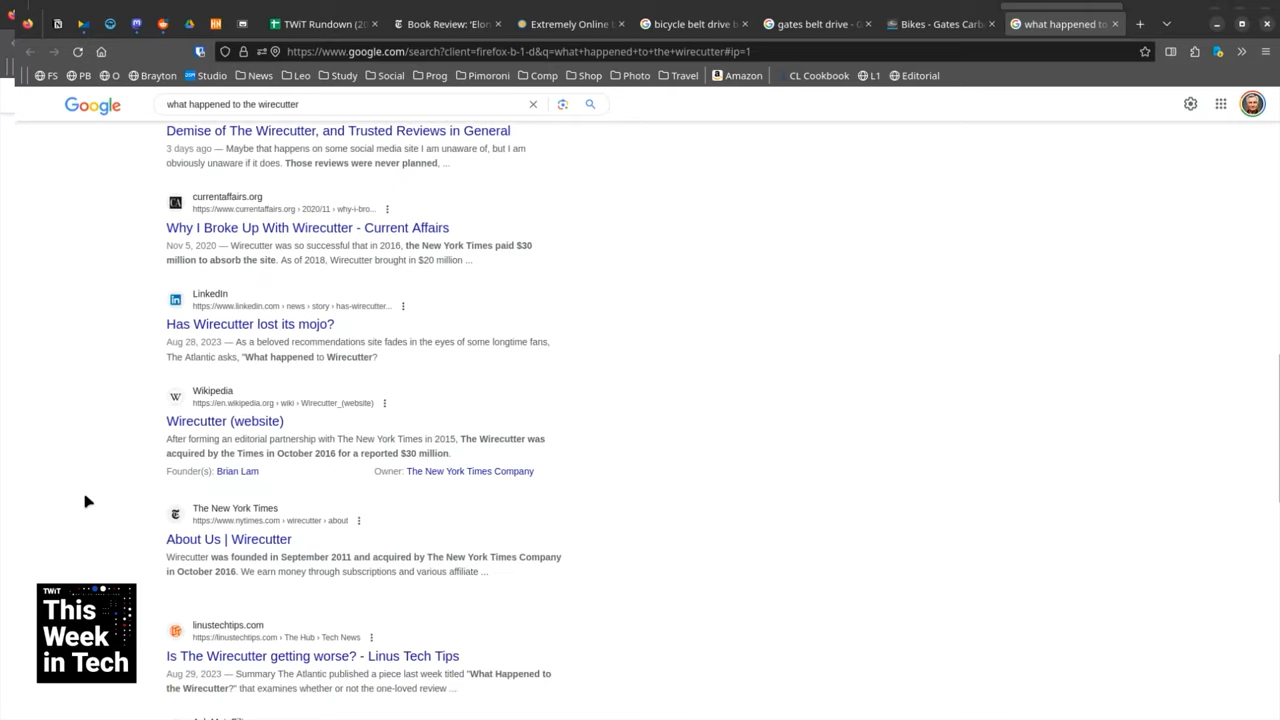 TWiT Rundown (20
Book Review: 'Elon
Extremely Online
bicycle belt drive b
gates belt drive -
Bikes - Gates Carb
what happened to
https://www.google.com/search?client=firefox-b-1-d&q=what+happened+to+the+wirecutter#ip=1
FS
PB
O
Brayton
Studio
News
Leo
Study
Social
Prog
Pimoroni
Comp
Shop
Photo
Travel
Amazon
CL Cookbook
L1
Editorial
Google
what happened to the wirecutter
Demise of The Wirecutter, and Trusted Reviews in General
3 days ago — Maybe that happens on some social media site I am unaware of, but I am
obviously unaware if it does. Those reviews were never planned, ...
currentaffairs.org
https://www.currentaffairs.org › 2020/11 › why-i-bro...
Why I Broke Up With Wirecutter - Current Affairs
Nov 5, 2020 — Wirecutter was so successful that in 2016, the New York Times paid $30
million to absorb the site. As of 2018, Wirecutter brought in $20 million ...
LinkedIn
https://www.linkedin.com › news › story › has-wirecutter...
Has Wirecutter lost its mojo?
Aug 28, 2023 — As a beloved recommendations site fades in the eyes of some longtime fans,
The Atlantic asks, "What happened to Wirecutter?
Wikipedia
https://en.wikipedia.org › wiki › Wirecutter_(website)
Wirecutter (website)
After forming an editorial partnership with The New York Times in 2015, The Wirecutter was
acquired by the Times in October 2016 for a reported $30 million.
Founder(s): Brian Lam
Owner: The New York Times Company
The New York Times
https://www.nytimes.com › wirecutter › about
About Us | Wirecutter
Wirecutter was founded in September 2011 and acquired by The New York Times Company
in October 2016. We earn money through subscriptions and various affiliate ...
TWiT
This
Week
in Tech
linustechtips.com
https://linustechtips.com › The Hub › Tech News
Is The Wirecutter getting worse? - Linus Tech Tips
Aug 29, 2023 — Summary The Atlantic published a piece last week titled "What Happened to
the Wirecutter?" that examines whether or not the one-loved review ...